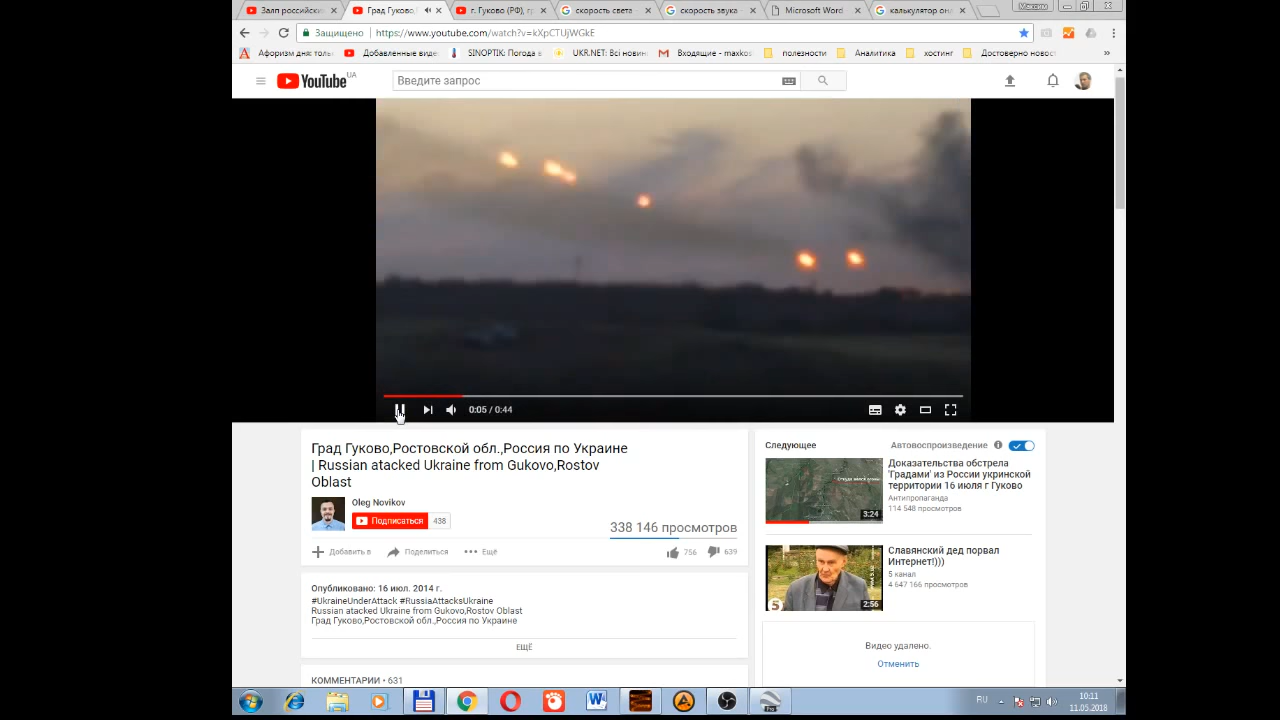 Залп российски
Град Гуково,
г. Гуково (РФ), г
скорость света
скорость звука
Microsoft Word
калькулятор он
Максим
Защищено
https://www.youtube.com/watch?v=kXpCTUjWGkE
Афоризм дня: толь
Добавленные виде
SINOPTIK: Погода в
UKR.NET: Всі новин
Входящие - maxkos
полезности
Аналитика
хостинг
Достоверно новост
»
YouTube UA
Введите запрос
0:05 / 0:44
Град Гуково,Ростовской обл.,Россия по Украине
| Russian atacked Ukraine from Gukovo,Rostov
Oblast
Oleg Novikov
Подписаться 438
338 146 просмотров
Добавить в
Поделиться
Ещё
756
639
Опубликовано: 16 июл. 2014 г.
#UkraineUnderAttack #RussiaAttacksUkraine
Russian atacked Ukraine from Gukovo,Rostov Oblast
Град Гуково,Ростовской обл.,Россия по Украине
ЕЩЁ
КОММЕНТАРИИ • 631
Следующее
Автовоспроизведение
3:24
Доказательства обстрела
'Градами' из России укринской
территории 16 июля г Гуково
Антипропаганда
114 548 просмотров
5
2:56
Славянский дед порвал
Интернет!)))
5 канал
4 647 166 просмотров
Видео удалено.
Отменить
RU
10:11
11.05.2018